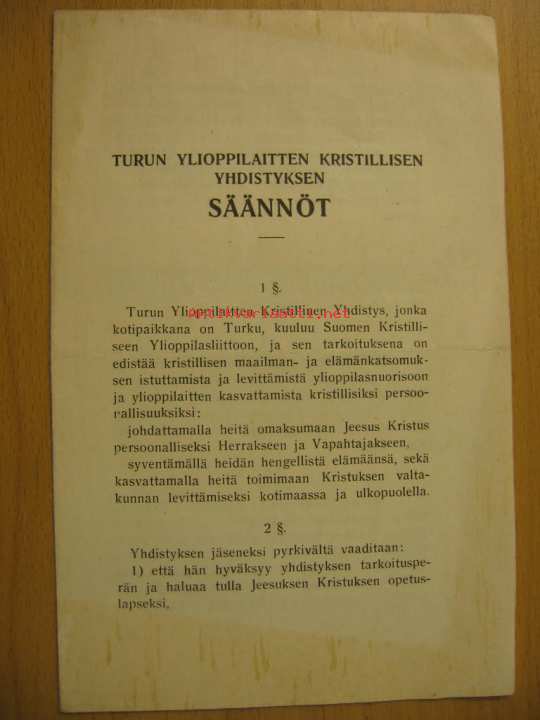 TURUN YLIOPPILAITTEN KRISTILLISEN
YHDISTYKSEN
SÄÄNNÖT
1 §.
Turun Ylioppilaitten Kristillinen Yhdistys, jonka
Antikvariaatti.net
kotipaikkana on Turku, kuuluu Suomen Kristilli-
seen Ylioppilasliittoon, ja sen tarkoituksena on
edistää kristillisen maailman- ja elämänkatsomuk-
sen istuttamista ja levittämistä ylioppilasnuorisoon
ja ylioppilaitten kasvattamista kristillisiksi persoo-
nallisuuksiksi:
johdattamalla heitä omaksumaan Jeesus Kristus
persoonalliseksi Herrakseen ja Vapahtajakseen,
syventämällä heidän hengellistä elämäänsä, sekä
kasvattamalla heitä toimimaan Kristuksen valta-
kunnan levittämiseksi kotimaassa ja ulkopuolella.
2 §.
Yhdistyksen jäseneksi pyrkivältä vaaditaan:
1) että hän hyväksyy yhdistyksen tarkoituspe-
rän ja haluaa tulla Jeesuksen Kristuksen opetus-
lapseksi,